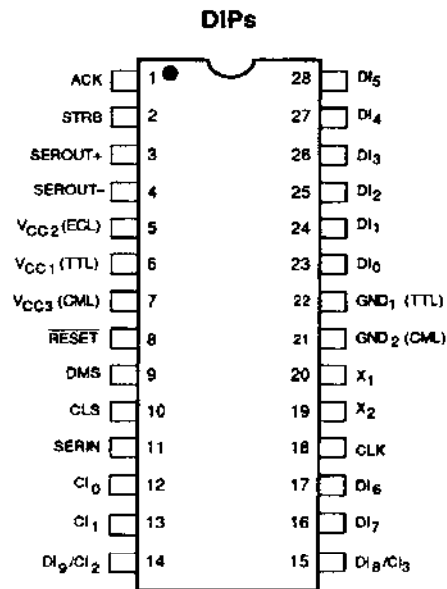 DIPs
ACK 1 28 DI5
STRB 2 27 DI4
SEROUT+ 3 26 DI3
SEROUT– 4 25 DI2
VCC2 (ECL) 5 24 DI1
VCC1 (TTL) 6 23 DI0
VCC3 (CML) 7 22 GND1 (TTL)
RESET 8 21 GND2 (CML)
DMS 9 20 X1
CLS 10 19 X2
SERIN 11 18 CLK
CI0 12 17 DI6
CI1 13 16 DI7
DI9/CI2 14 15 DI8/CI3